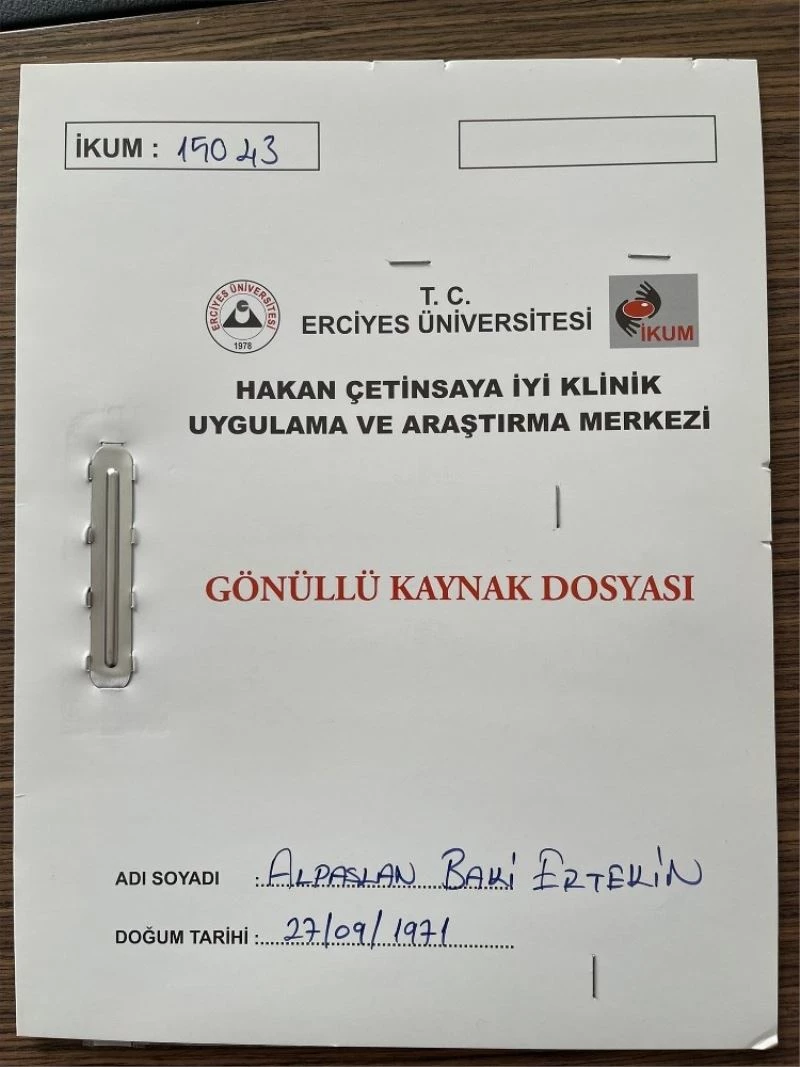 İKUM : 15043
ERCİYES ÜNİVERSİTESİ
1978
T. C.
ERCİYES ÜNİVERSİTESİ
İKUM
HAKAN ÇETİNSAYA İYİ KLİNİK
UYGULAMA VE ARAŞTIRMA MERKEZİ
GÖNÜLLÜ KAYNAK DOSYASI
ADI SOYADI : ALPASLAN BAKİ ERTEKİN
DOĞUM TARİHİ : 27/09/1971